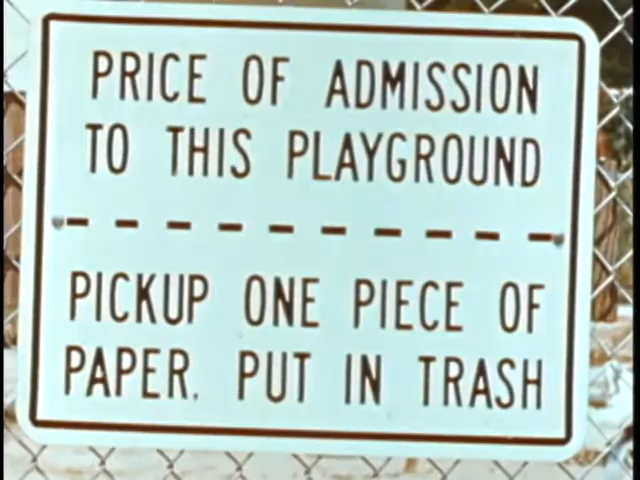 PRICE OF ADMISSION
TO THIS PLAYGROUND
PICKUP ONE PIECE OF
PAPER. PUT IN TRASH